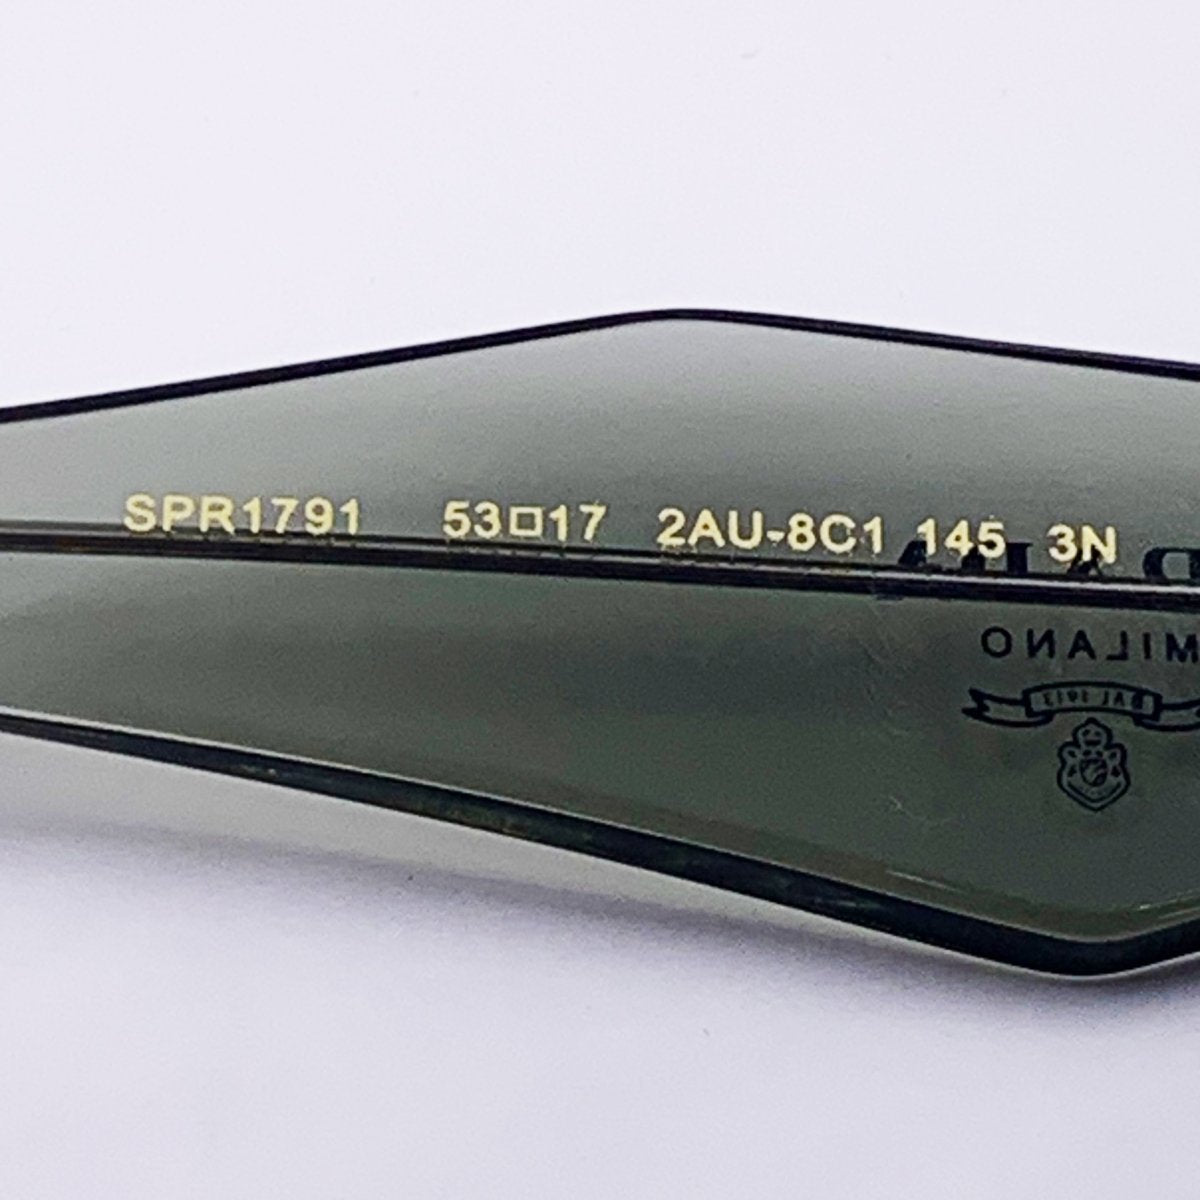 SPR1791 53□17 2AU-8C1 145 3N
MILANO
DAL 1913